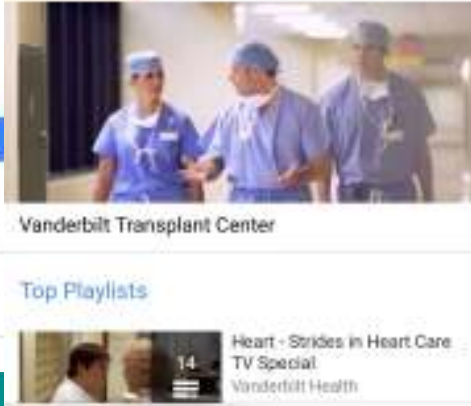 Vanderbilt Transplant Center
Top Playlists
14
Heart - Strides in Heart Care
TV Special
Vanderbilt Health